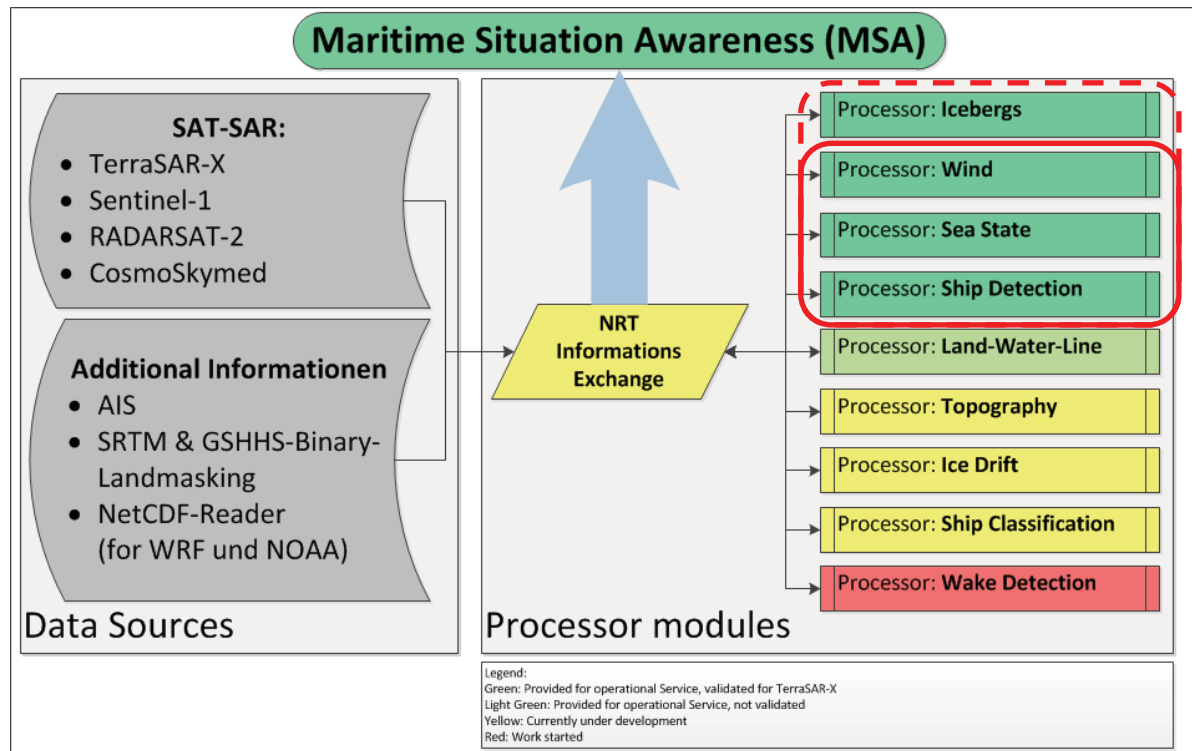 Maritime Situation Awareness (MSA)
SAT-SAR:
• TerraSAR-X
• Sentinel-1
• RADARSAT-2
• CosmoSkymed
Additional Informationen
• AIS
• SRTM & GSHHS-Binary-
Landmasking
• NetCDF-Reader
(for WRF und NOAA)
Data Sources
NRT
Informations
Exchange
Processor: Icebergs
Processor: Wind
Processor: Sea State
Processor: Ship Detection
Processor: Land-Water-Line
Processor: Topography
Processor: Ice Drift
Processor: Ship Classification
Processor: Wake Detection
Processor modules
Legend:
Green: Provided for operational Service, validated for TerraSAR-X
Light Green: Provided for operational Service, not validated
Yellow: Currently under development
Red: Work started